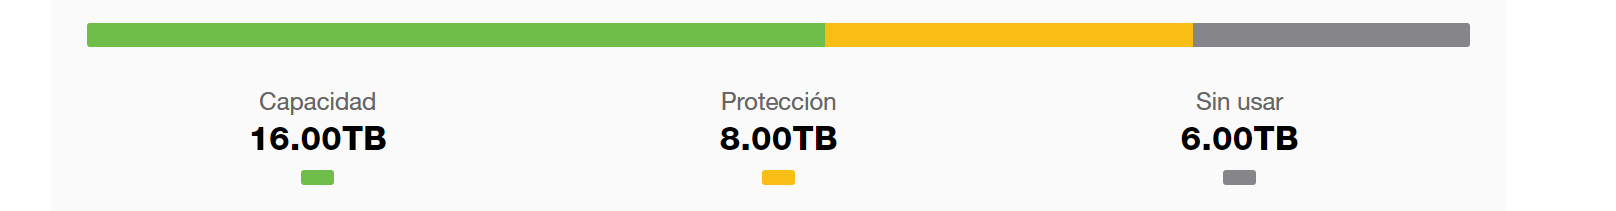 Capacidad Protección Sin usar
16.00TB 8.00TB 6.00TB